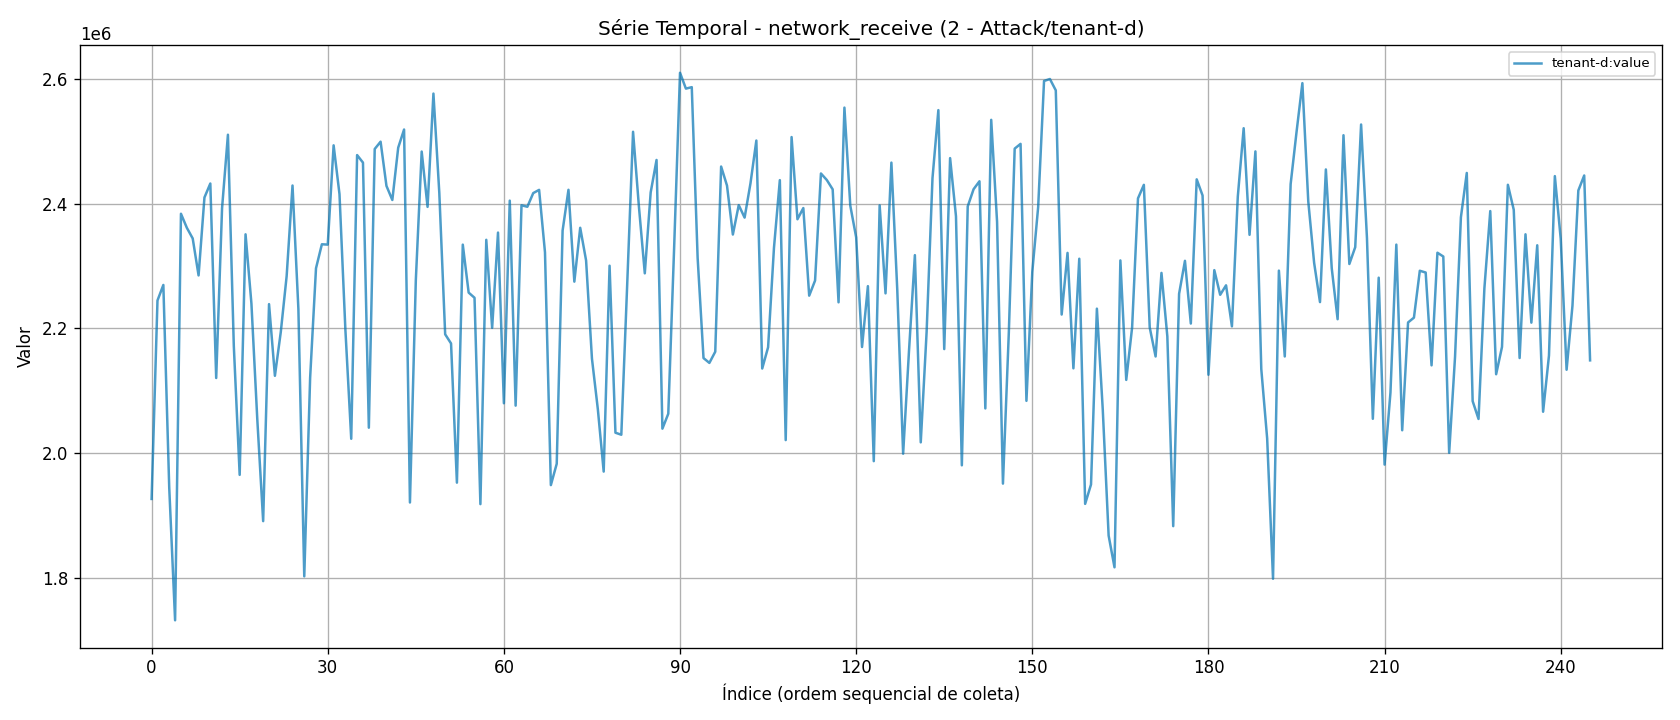 Série Temporal - network_receive (2 - Attack/tenant-d)
1e6
tenant-d:value
2.6
2.4
2.2
2.0
1.8
Valor
0 30 60 90 120 150 180 210 240
Índice (ordem sequencial de coleta)